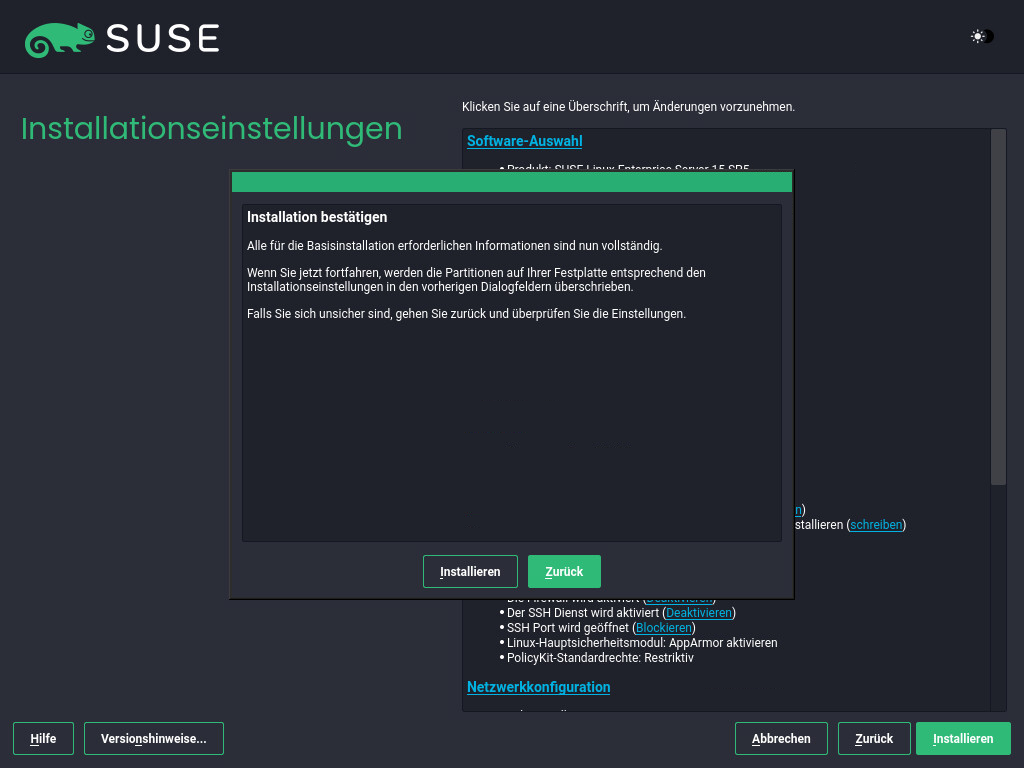 SUSE
Installationseinstellungen
Klicken Sie auf eine Überschrift, um Änderungen vorzunehmen.
Software-Auswahl
Produkt: SUSE Linux Enterprise Server 15 SP5
Installation bestätigen
Alle für die Basisinstallation erforderlichen Informationen sind nun vollständig.
Wenn Sie jetzt fortfahren, werden die Partitionen auf Ihrer Festplatte entsprechend den
Installationseinstellungen in den vorherigen Dialogfeldern überschrieben.
Falls Sie sich unsicher sind, gehen Sie zurück und überprüfen Sie die Einstellungen.
n)
stallieren (schreiben)
Installieren
Zurück
Die Firewall wird aktiviert (Deaktivieren)
• Der SSH Dienst wird aktiviert (Deaktivieren)
• SSH Port wird geöffnet (Blockieren)
• Linux-Hauptsicherheitsmodul: AppArmor aktivieren
• PolicyKit-Standardrechte: Restriktiv
Netzwerkkonfiguration
Hilfe
Versionshinweise...
Abbrechen
Zurück
Installieren